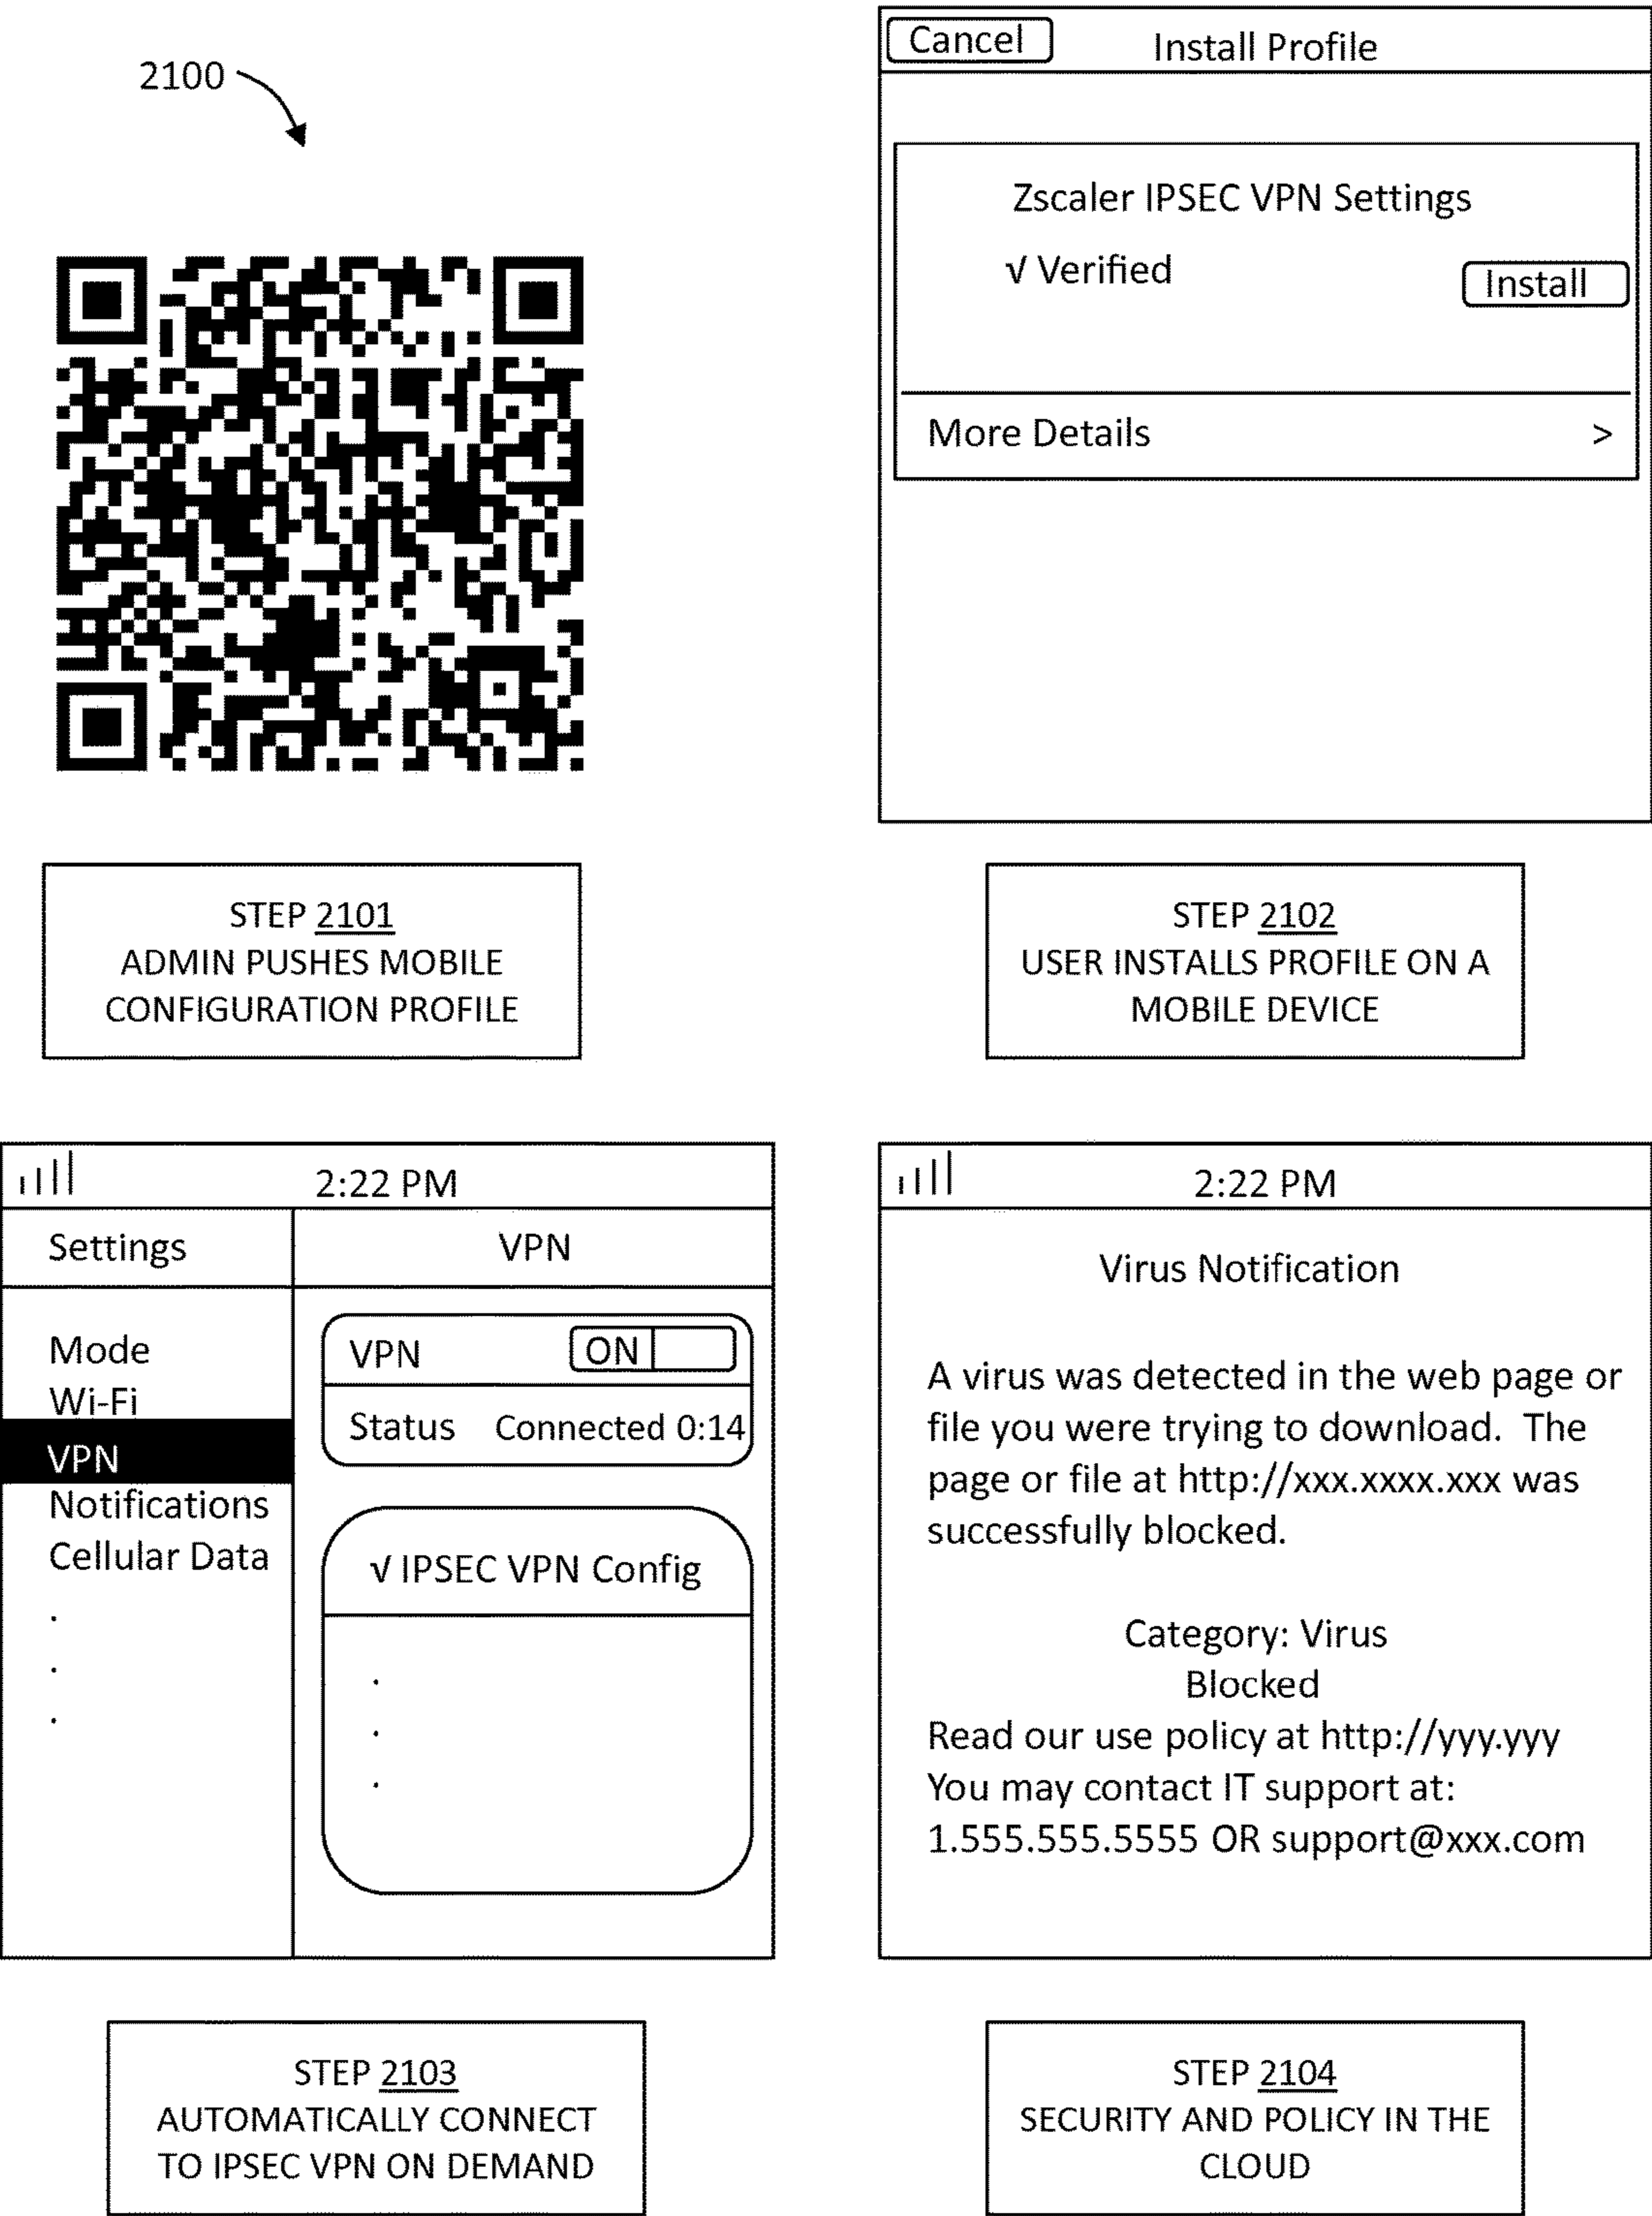 2100
Cancel
Install Profile
Zscaler IPSEC VPN Settings
√ Verified
Install
More Details
>
STEP 2101
ADMIN PUSHES MOBILE
CONFIGURATION PROFILE
STEP 2102
USER INSTALLS PROFILE ON A
MOBILE DEVICE
2:22 PM
Settings
VPN
Mode
Wi-Fi
VPN
Notifications
Cellular Data
.
.
.
VPN
ON
Status Connected 0:14
√ IPSEC VPN Config
.
.
.
2:22 PM
Virus Notification
A virus was detected in the web page or
file you were trying to download. The
page or file at http://xxx.xxxx.xxx was
successfully blocked.
Category: Virus
Blocked
Read our use policy at http://yyy.yyy
You may contact IT support at:
1.555.555.5555 OR support@xxx.com
STEP 2103
AUTOMATICALLY CONNECT
TO IPSEC VPN ON DEMAND
STEP 2104
SECURITY AND POLICY IN THE
CLOUD